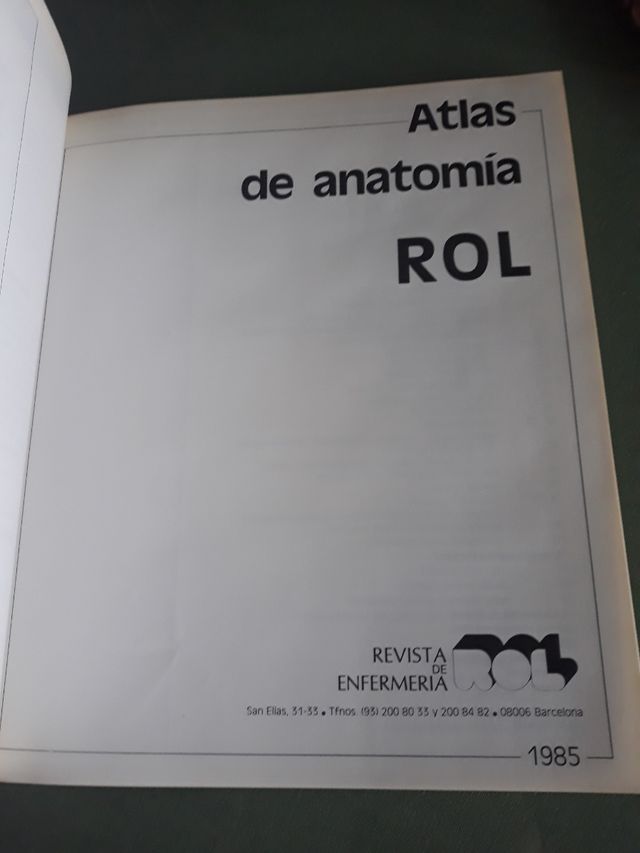 Atlas
de anatomía
ROL
REVISTA
DE
ENFERMERIA
ROL
San Elías, 31-33 • Tfnos. (93) 200 80 33 y 200 84 82 • 08006 Barcelona
1985